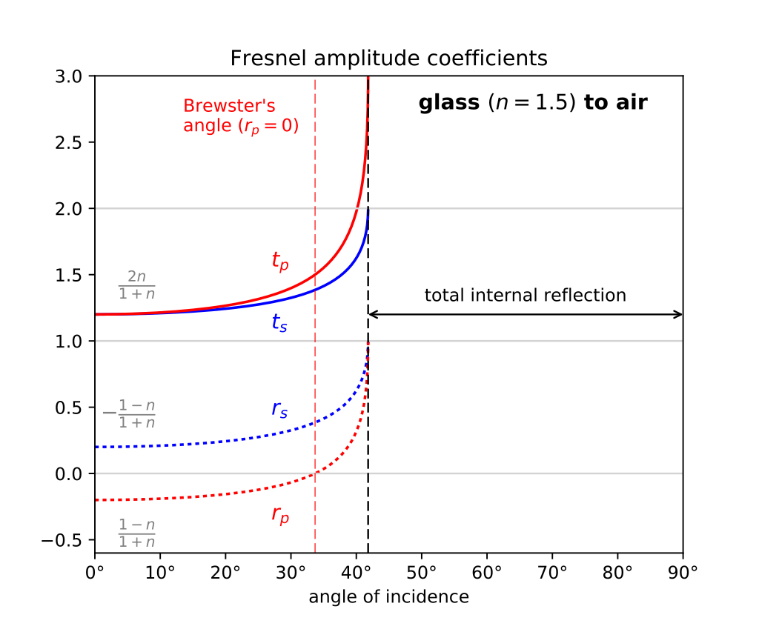 Fresnel amplitude coefficients
3.0
2.5
2.0
1.5
1.0
0.5
0.0
−0.5
Brewster's
angle (r_p = 0)
glass (n = 1.5) to air
2n
1 + n
t_p
t_s
total internal reflection
− 1 − n
1 + n
r_s
r_p
1 − n
1 + n
0° 10° 20° 30° 40° 50° 60° 70° 80° 90°
angle of incidence